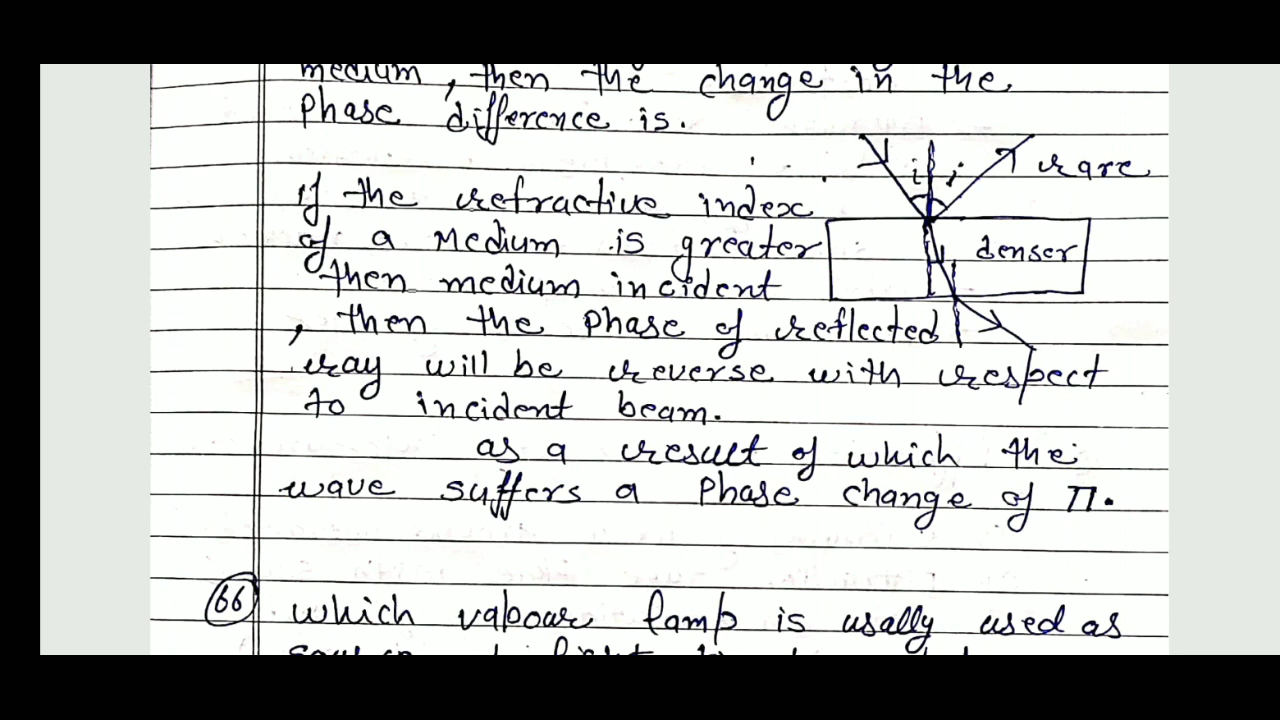 medium, then the change in the
phase difference is.
i i rare
if the refractive index
of a medium is greater
denser
then medium incident
, then the phase of reflected
ray will be reverse with respect
to incident beam.
as a result of which the
wave suffers a phase change of π.
66 which vapour lamp is usally used as